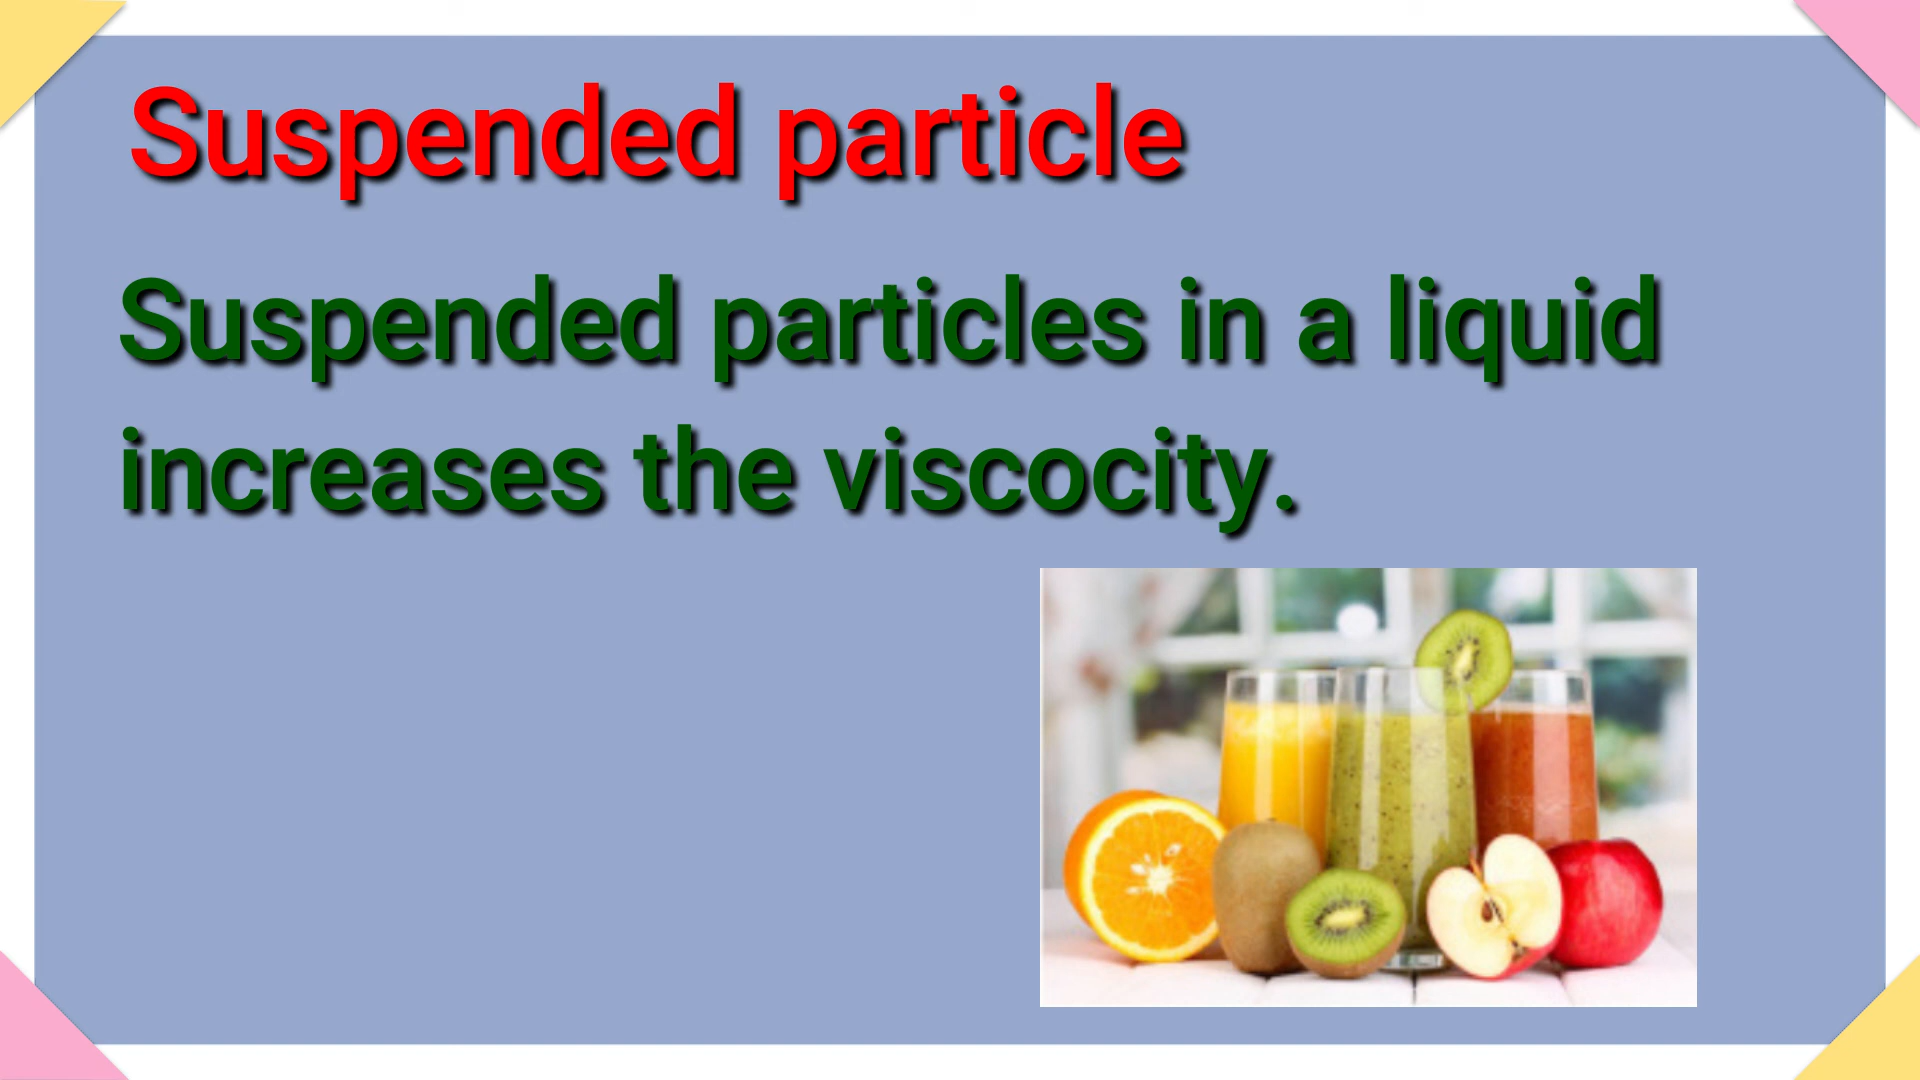 Suspended particle
Suspended particles in a liquid
increases the viscocity.